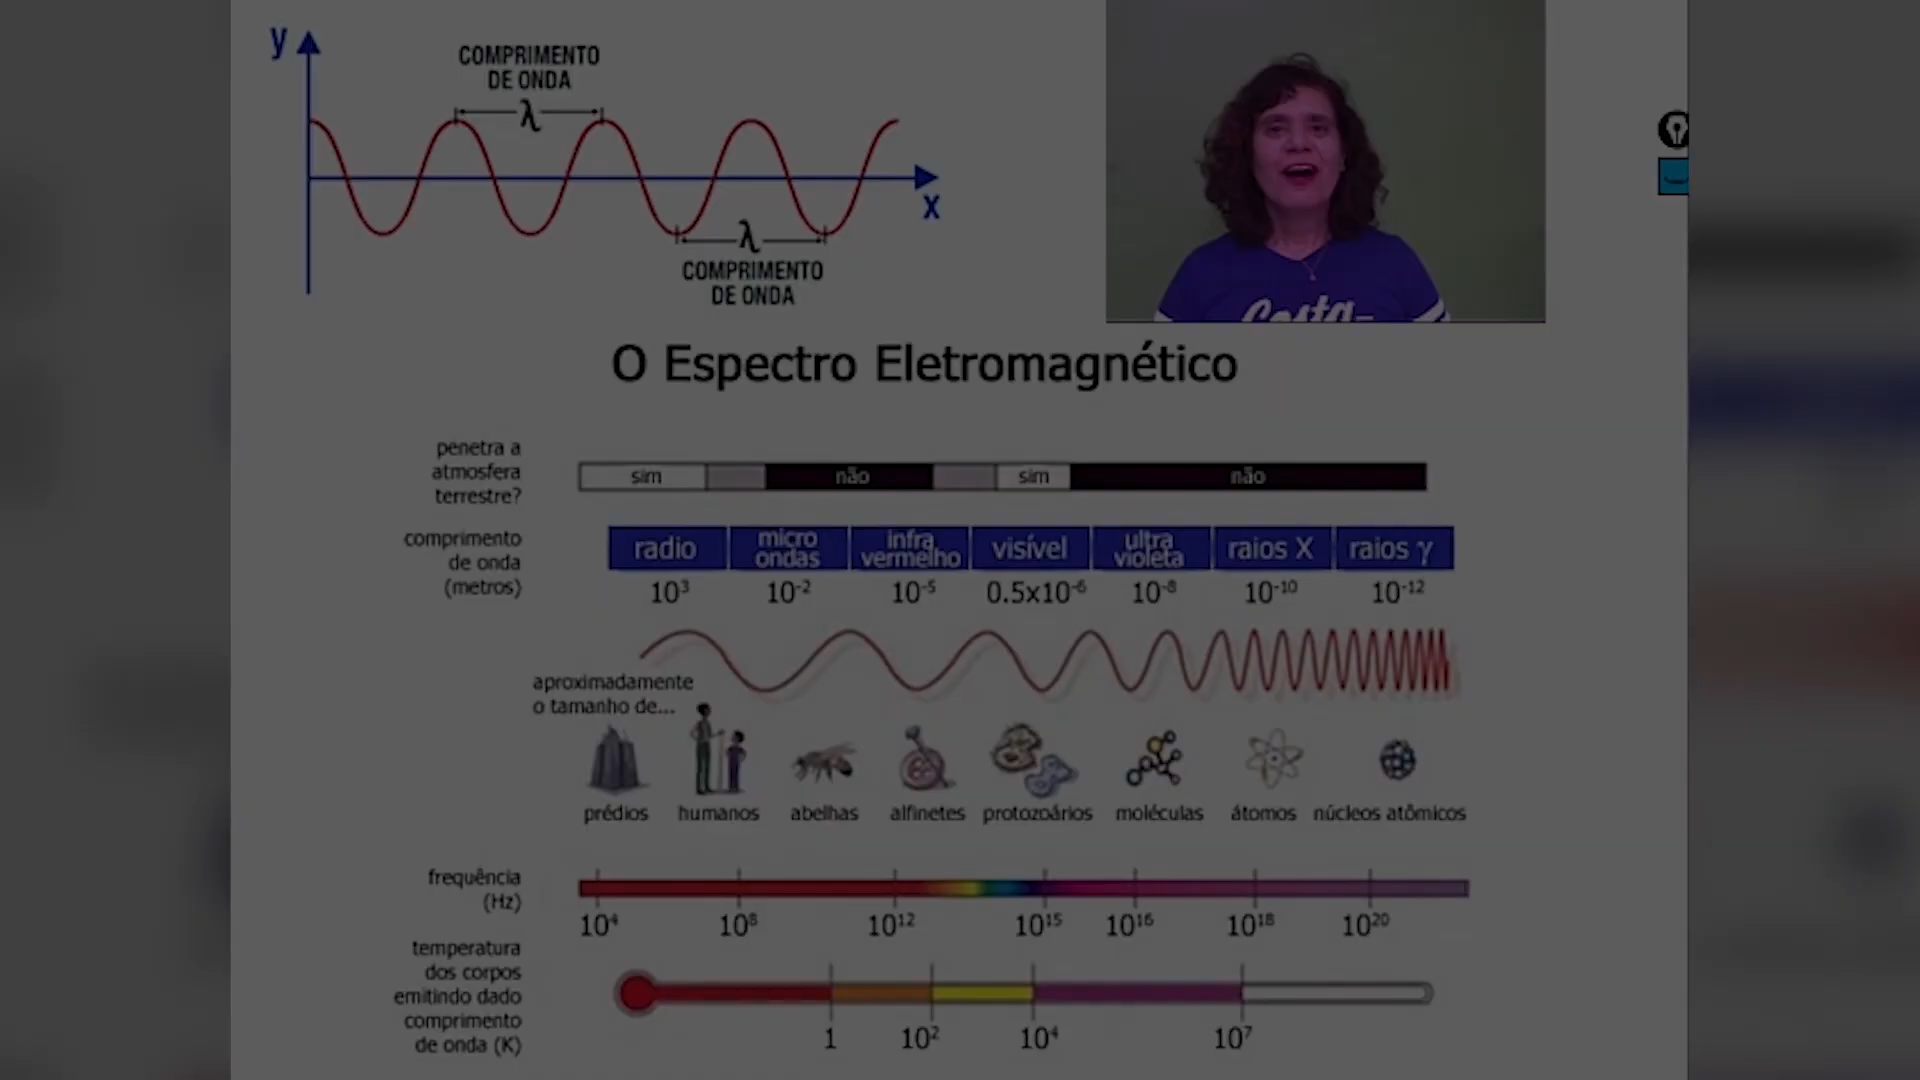 y
COMPRIMENTO
DE ONDA
λ
x
λ
COMPRIMENTO
DE ONDA
Costa-
O Espectro Eletromagnético
penetra a
atmosfera
terrestre?
sim não sim não
comprimento
de onda
(metros)
radio micro ondas infra vermelho visível ultra violeta raios X raios γ
10³ 10⁻² 10⁻⁵ 0.5x10⁻⁶ 10⁻⁸ 10⁻¹⁰ 10⁻¹²
aproximadamente
o tamanho de...
prédios humanos abelhas alfinetes protozoários moléculas átomos núcleos atômicos
frequência
(Hz)
10⁴ 10⁸ 10¹² 10¹⁵ 10¹⁶ 10¹⁸ 10²⁰
temperatura
dos corpos
emitindo dado
comprimento
de onda (K)
1 10² 10⁴ 10⁷